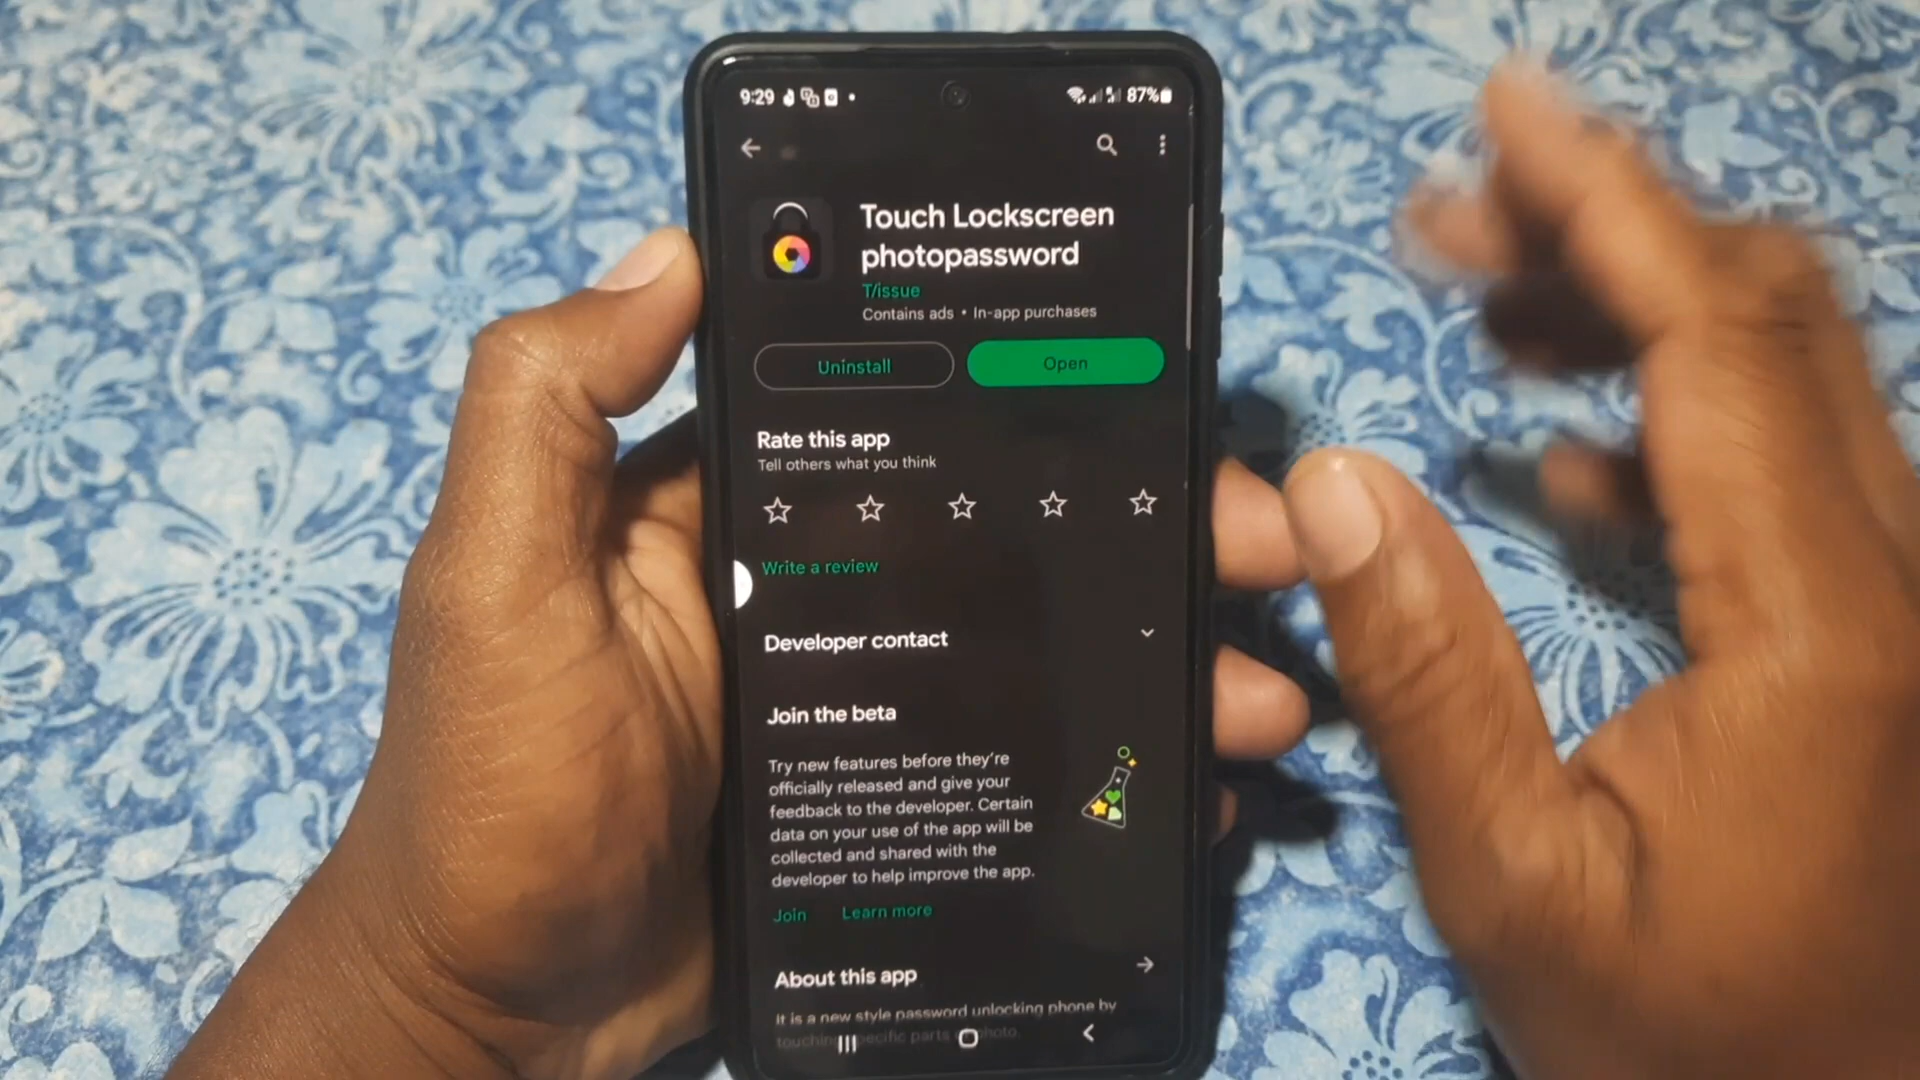 9:29
87%
Touch Lockscreen
photopassword
T/issue
Contains ads • In-app purchases
Uninstall
Open
Rate this app
Tell others what you think
Write a review
Developer contact
Join the beta
Try new features before they're
officially released and give your
feedback to the developer. Certain
data on your use of the app will be
collected and shared with the
developer to help improve the app.
Join
Learn more
About this app
It is a new style password unlocking phone by
touching specific parts photo.